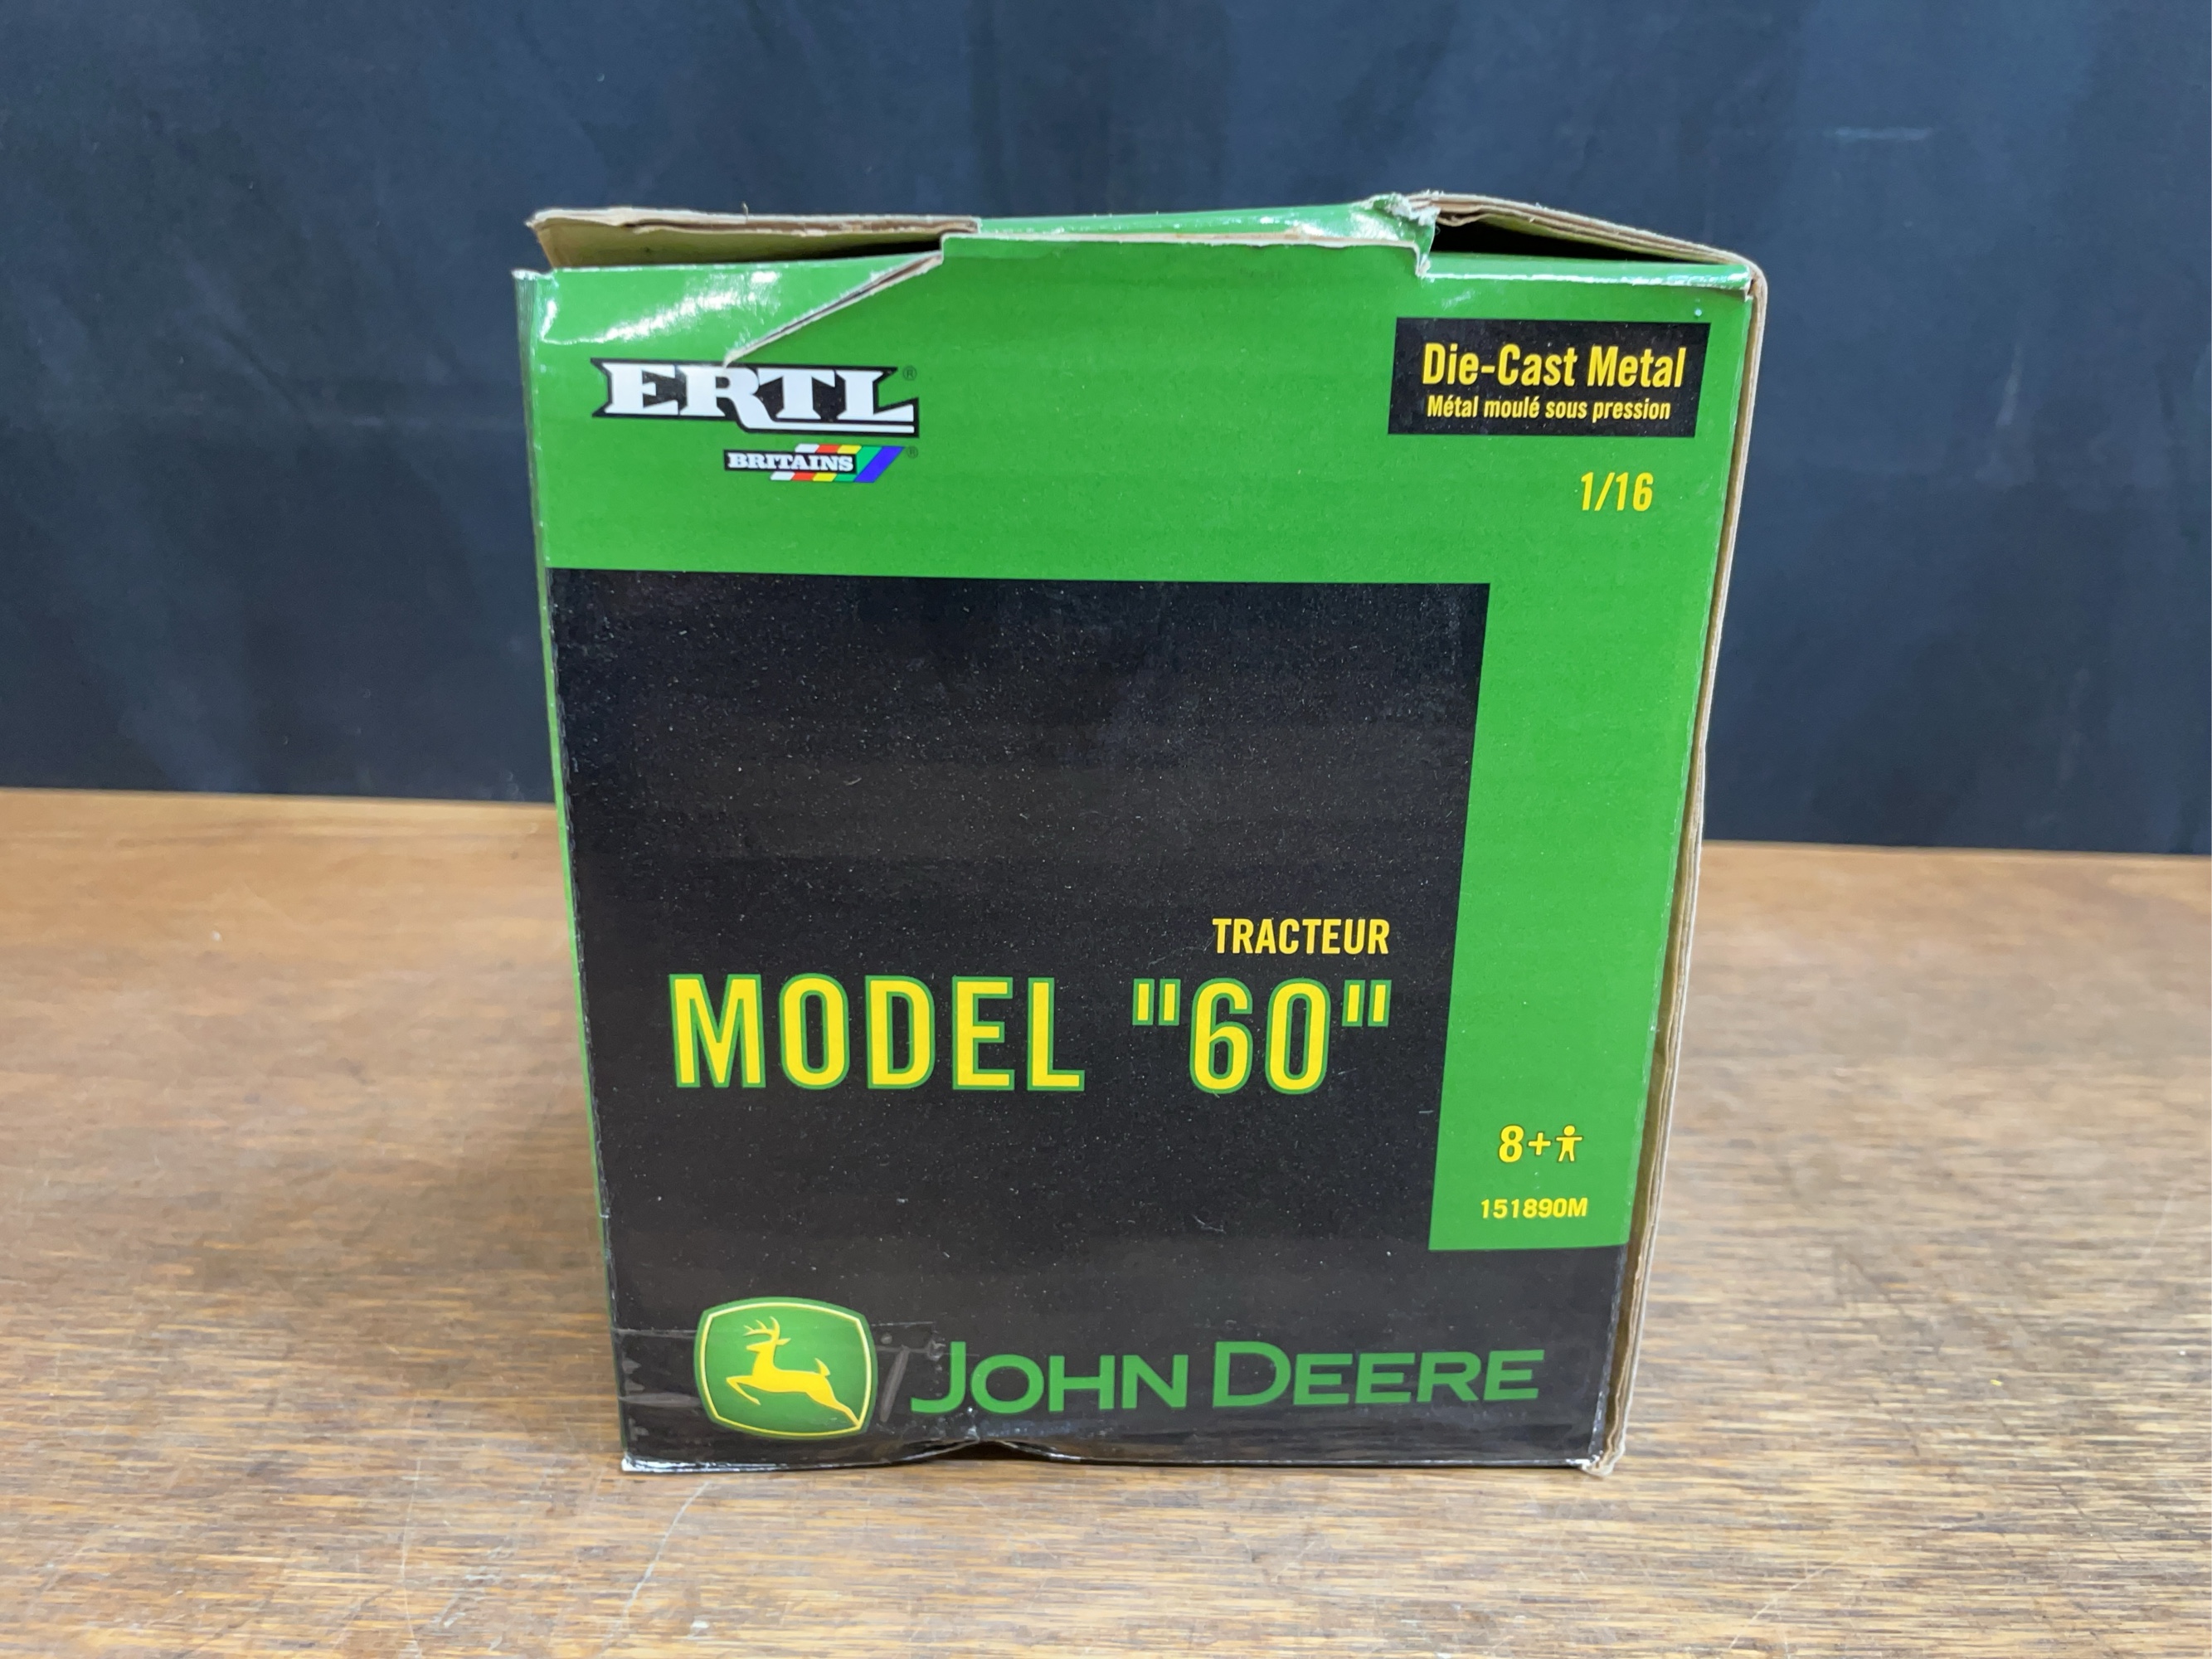 ERTL®
BRITAINS®
Die-Cast Metal
Métal moulé sous pression
1/16
TRACTEUR
MODEL "60"
8+
151890M
JOHN DEERE